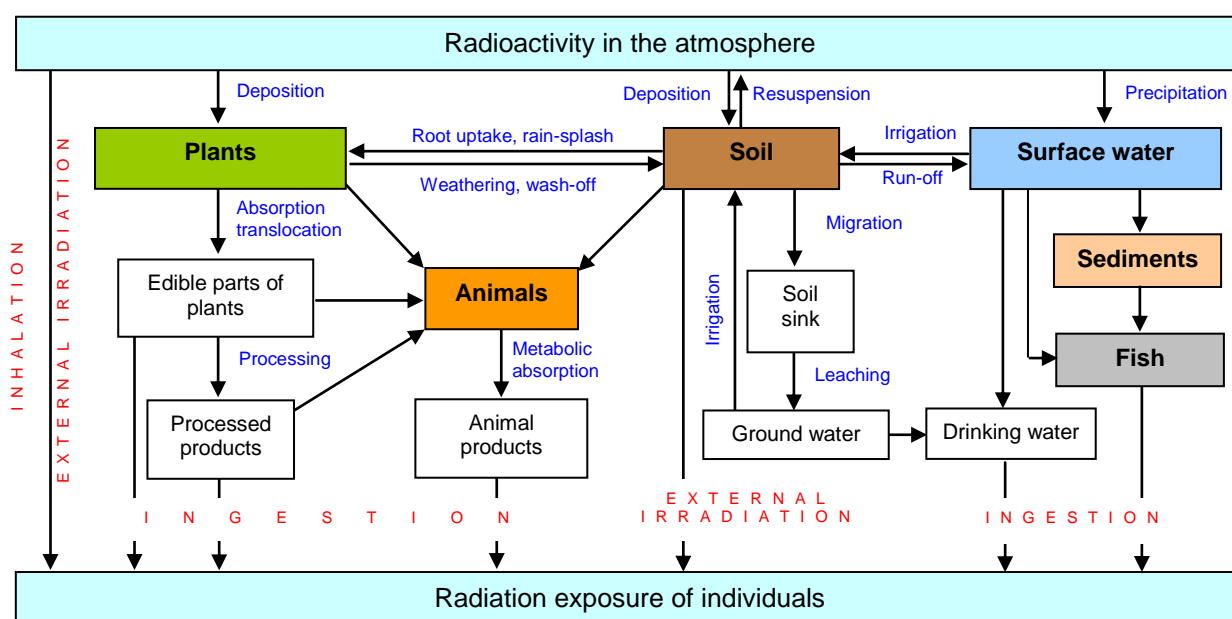 Radioactivity in the atmosphere
Deposition
Deposition
Resuspension
Precipitation
Plants
Root uptake, rain-splash
Weathering, wash-off
Soil
Irrigation
Run-off
Surface water
Absorption
translocation
Migration
Edible parts of
plants
Animals
Irrigation
Soil
sink
Sediments
Processing
Metabolic
absorption
Leaching
Fish
Processed
products
Animal
products
Ground water
Drinking water
INHALATION
EXTERNAL IRRADIATION
INGESTION
EXTERNAL
IRRADIATION
INGESTION
Radiation exposure of individuals